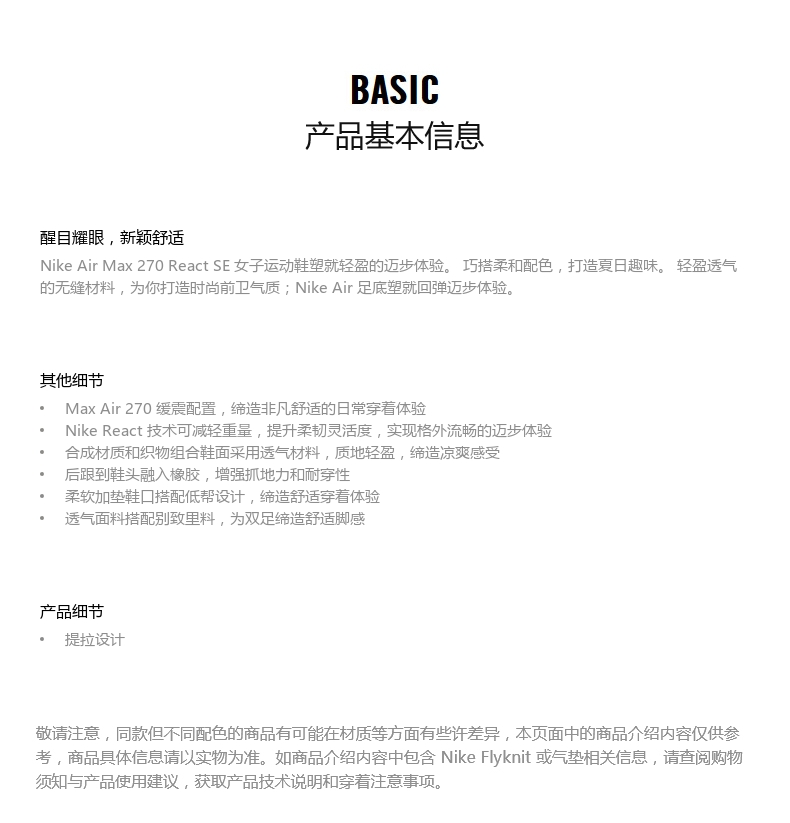 BASIC
产品基本信息
醒目耀眼，新颖舒适
Nike Air Max 270 React SE 女子运动鞋塑就轻盈的迈步体验。 巧搭柔和配色，打造夏日趣味。 轻盈透气
的无缝材料，为你打造时尚前卫气质；Nike Air 足底塑就回弹迈步体验。
其他细节
• Max Air 270 缓震配置，缔造非凡舒适的日常穿着体验
• Nike React 技术可减轻重量，提升柔韧灵活度，实现格外流畅的迈步体验
• 合成材质和织物组合鞋面采用透气材料，质地轻盈，缔造凉爽感受
• 后跟到鞋头融入橡胶，增强抓地力和耐穿性
• 柔软加垫鞋口搭配低帮设计，缔造舒适穿着体验
• 透气面料搭配别致里料，为双足缔造舒适脚感
产品细节
• 提拉设计
敬请注意，同款但不同配色的商品有可能在材质等方面有些许差异，本页面中的商品介绍内容仅供参
考，商品具体信息请以实物为准。如商品介绍内容中包含 Nike Flyknit 或气垫相关信息，请查阅购物
须知与产品使用建议，获取产品技术说明和穿着注意事项。